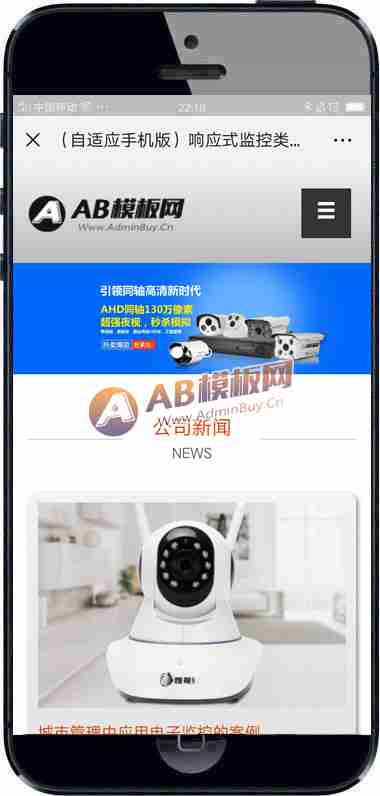 中国移动
22:18
（自适应手机版）响应式监控类...
AB模板网
Www.AdminBuy.Cn
引领同轴高清新时代
AHD同轴130万像素
超强夜视，秒杀模拟
AB模板网
Www.AdminBuy.Cn
公司新闻
NEWS
城市管理中应用电子监控的案例